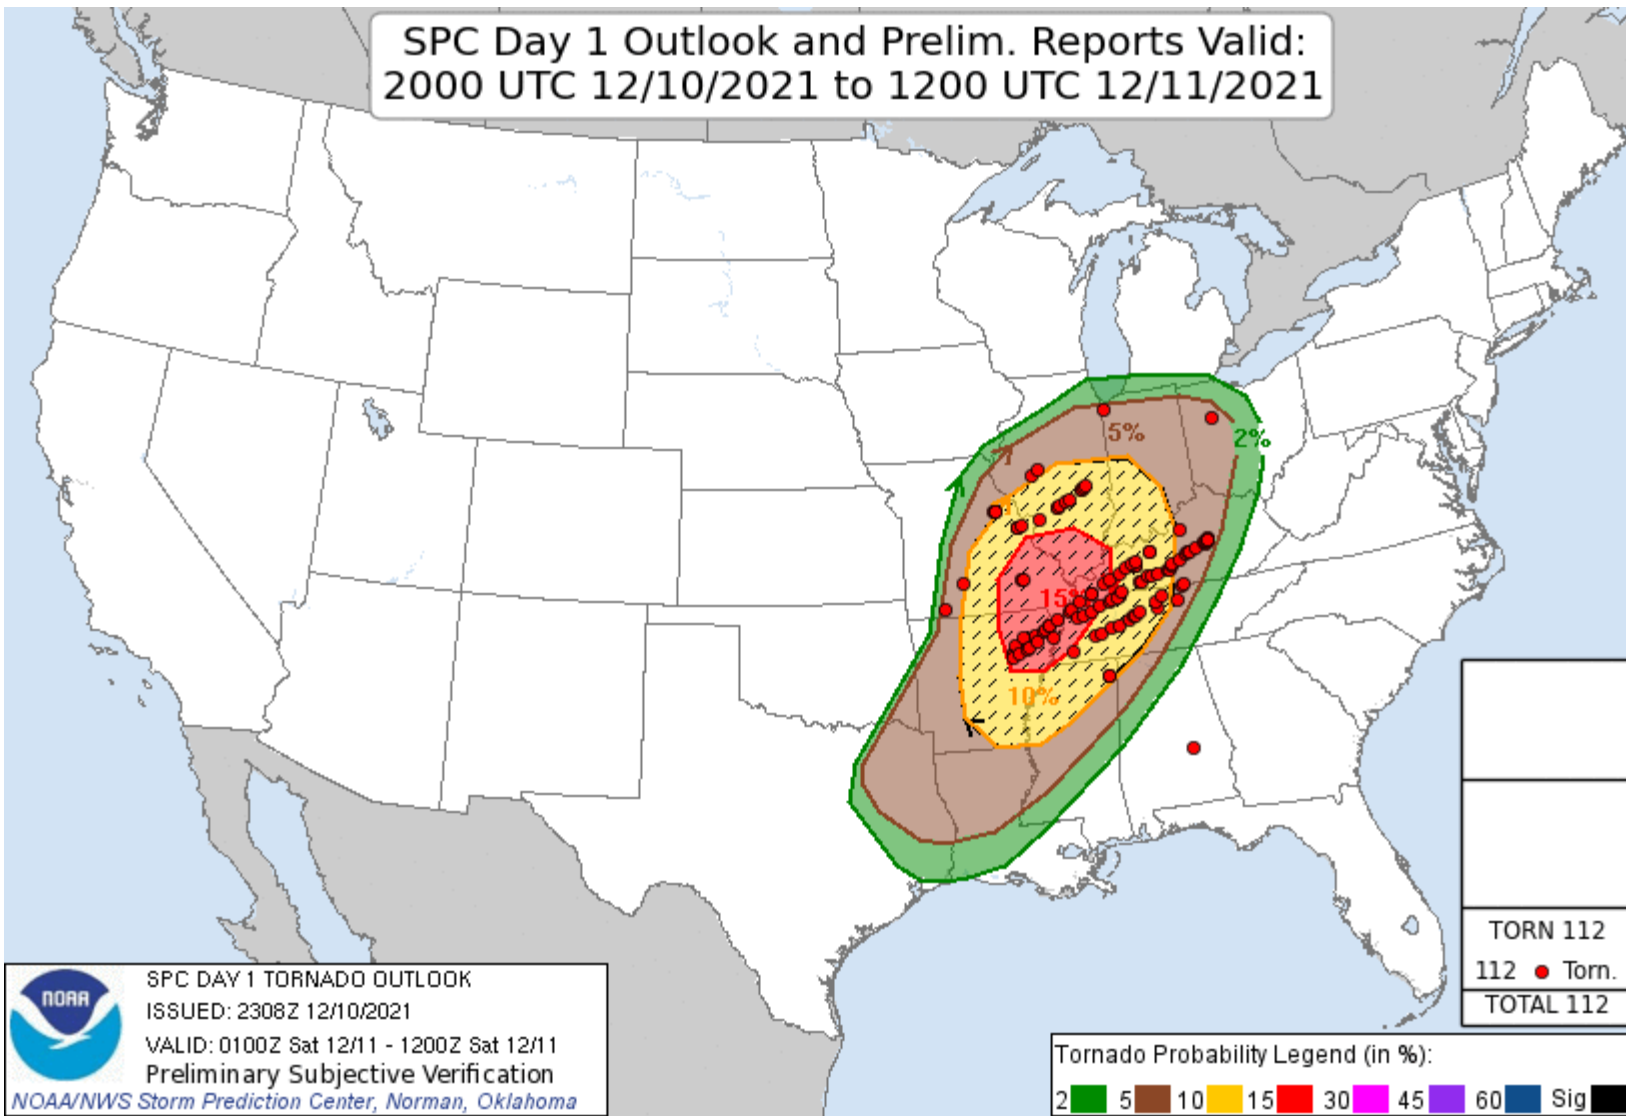 SPC Day 1 Outlook and Prelim. Reports Valid:
2000 UTC 12/10/2021 to 1200 UTC 12/11/2021
5%
2%
15%
10%
TORN 112
112 Torn.
TOTAL 112
NOAA
SPC DAY 1 TORNADO OUTLOOK
ISSUED: 2308Z 12/10/2021
VALID: 0100Z Sat 12/11 - 1200Z Sat 12/11
Preliminary Subjective Verification
NOAA/NWS Storm Prediction Center, Norman, Oklahoma
Tornado Probability Legend (in %):
2 5 10 15 30 45 60 Sig